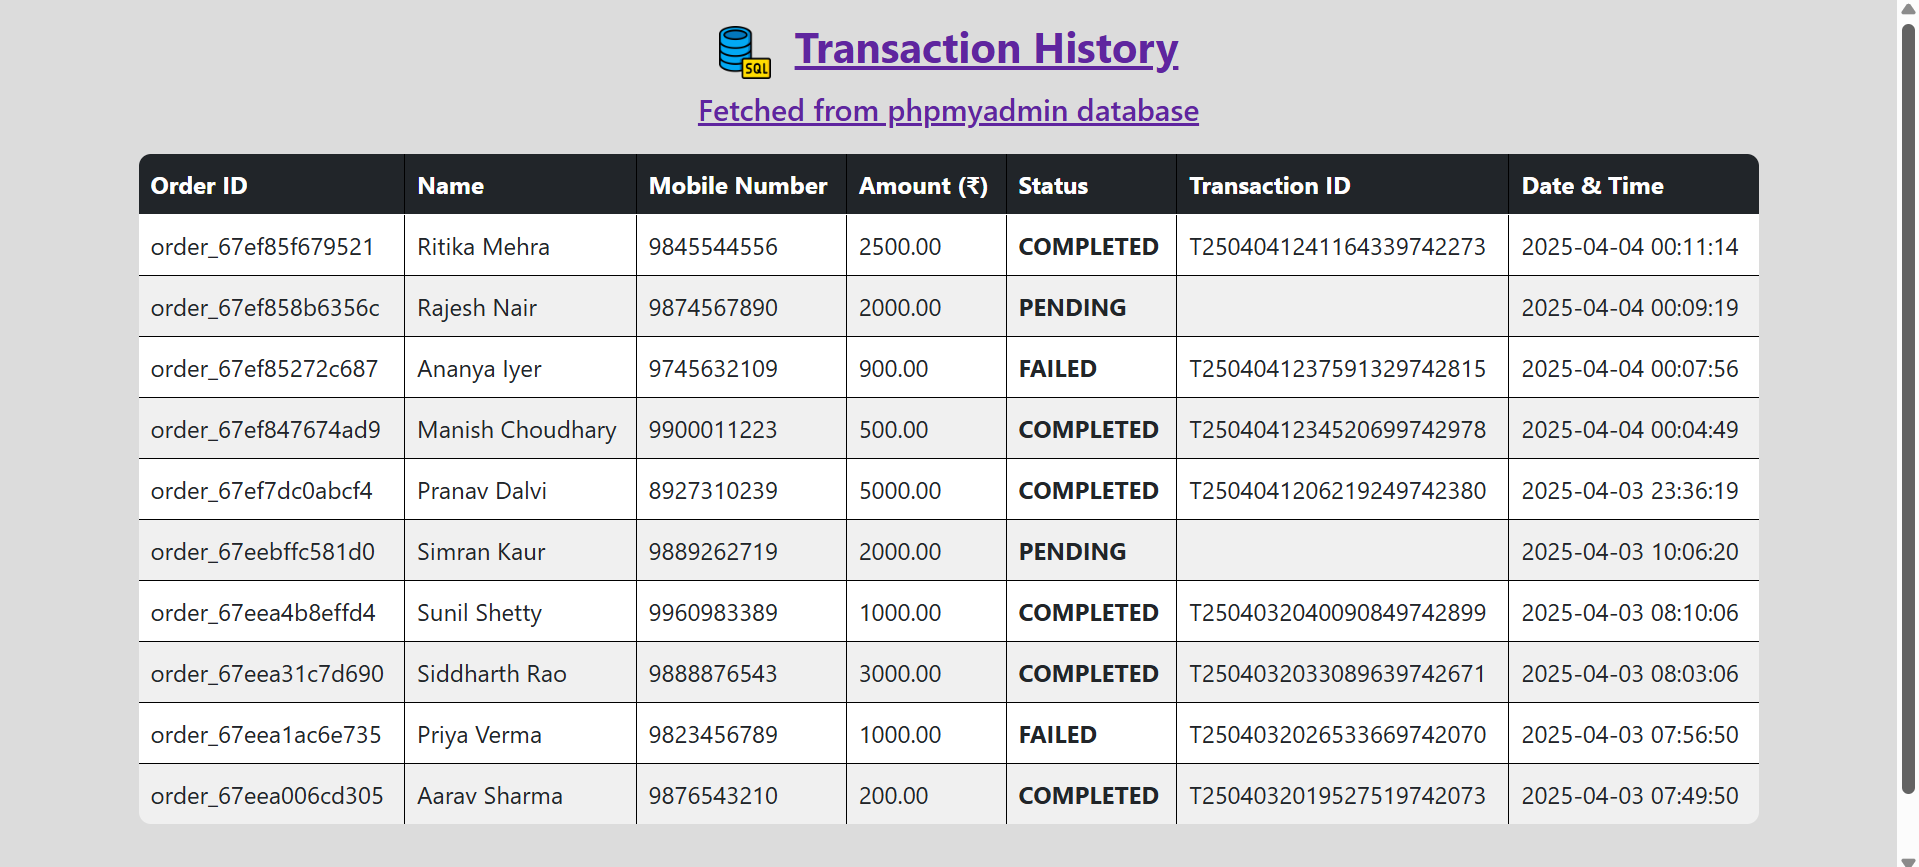 SQL
Transaction History
Fetched from phpmyadmin database
Order ID Name Mobile Number Amount (₹) Status Transaction ID Date & Time
order_67ef85f679521 Ritika Mehra 9845544556 2500.00 COMPLETED T2504041241164339742273 2025-04-04 00:11:14
order_67ef858b6356c Rajesh Nair 9874567890 2000.00 PENDING 2025-04-04 00:09:19
order_67ef85272c687 Ananya Iyer 9745632109 900.00 FAILED T2504041237591329742815 2025-04-04 00:07:56
order_67ef847674ad9 Manish Choudhary 9900011223 500.00 COMPLETED T2504041234520699742978 2025-04-04 00:04:49
order_67ef7dc0abcf4 Pranav Dalvi 8927310239 5000.00 COMPLETED T2504041206219249742380 2025-04-03 23:36:19
order_67eebffc581d0 Simran Kaur 9889262719 2000.00 PENDING 2025-04-03 10:06:20
order_67eea4b8effd4 Sunil Shetty 9960983389 1000.00 COMPLETED T2504032040090849742899 2025-04-03 08:10:06
order_67eea31c7d690 Siddharth Rao 9888876543 3000.00 COMPLETED T2504032033089639742671 2025-04-03 08:03:06
order_67eea1ac6e735 Priya Verma 9823456789 1000.00 FAILED T2504032026533669742070 2025-04-03 07:56:50
order_67eea006cd305 Aarav Sharma 9876543210 200.00 COMPLETED T2504032019527519742073 2025-04-03 07:49:50